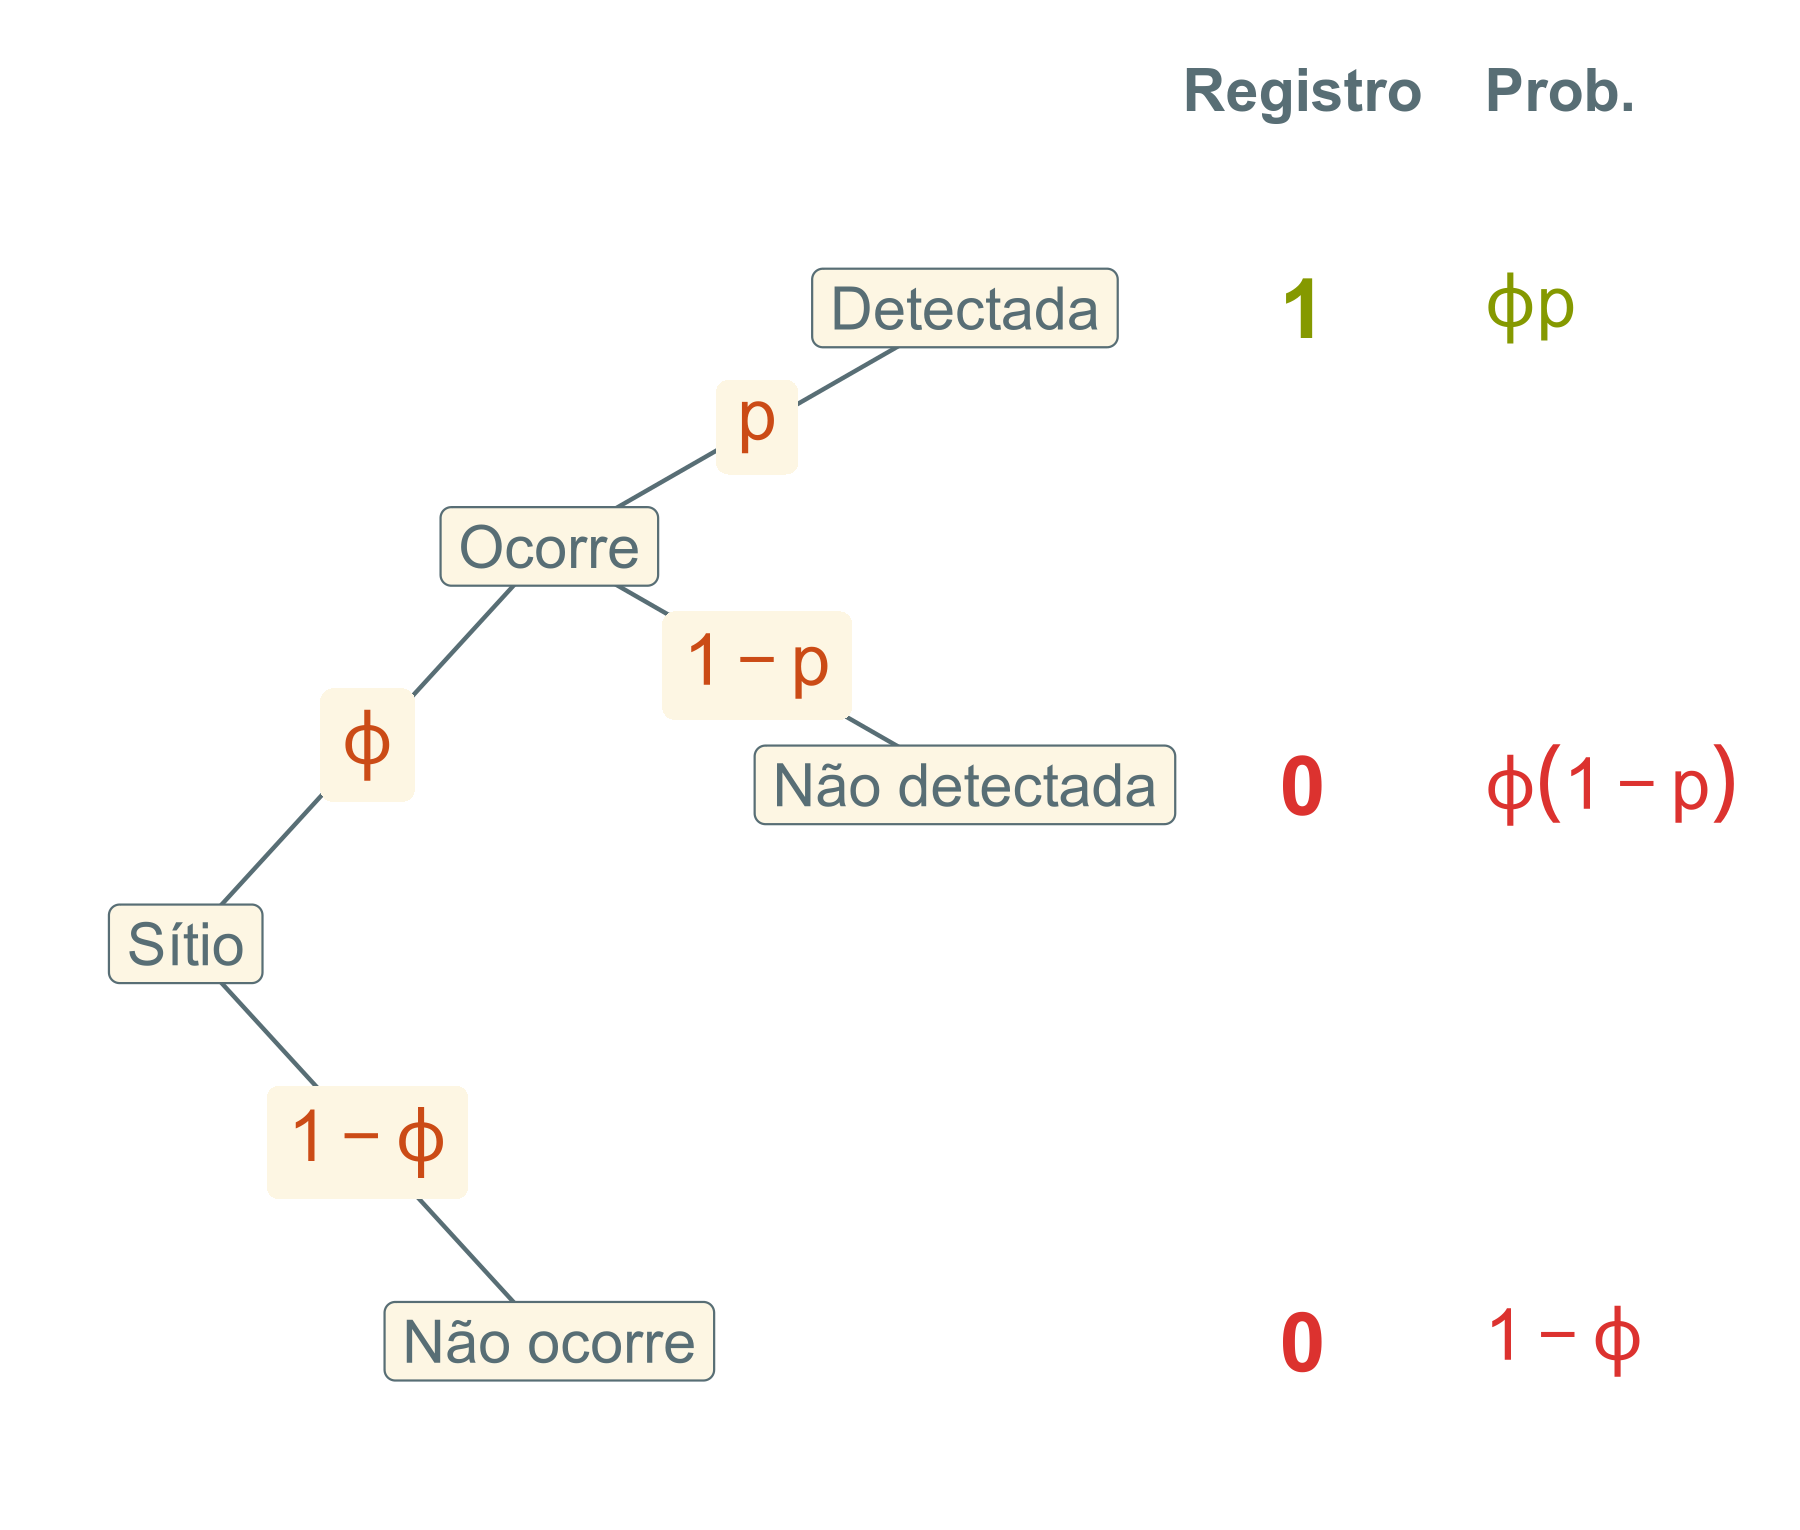 Registro Prob.
Detectada 1 ϕp
p
Ocorre
1 − p
ϕ
Não detectada 0 ϕ(1 − p)
Sítio
1 − ϕ
Não ocorre 0 1 − ϕ